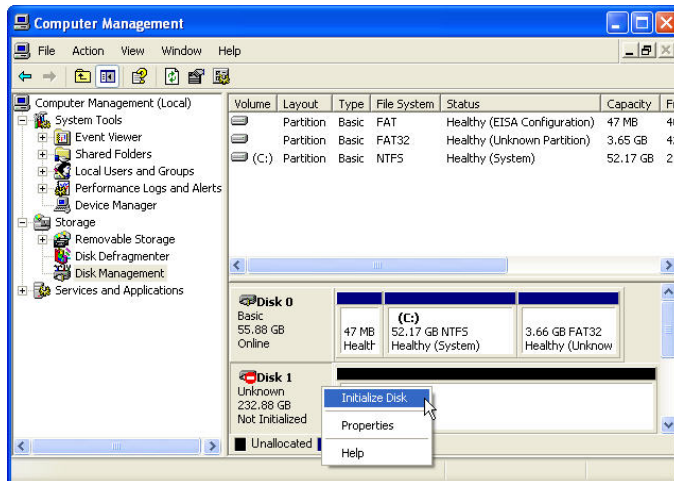 Computer Management
File Action View Window Help
Computer Management (Local)
System Tools
Event Viewer
Shared Folders
Local Users and Groups
Performance Logs and Alerts
Device Manager
Storage
Removable Storage
Disk Defragmenter
Disk Management
Services and Applications
Volume Layout Type File System Status Capacity
Partition Basic FAT Healthy (EISA Configuration) 47 MB
Partition Basic FAT32 Healthy (Unknown Partition) 3.65 GB
(C:) Partition Basic NTFS Healthy (System) 52.17 GB
Disk 0
Basic
55.88 GB
Online
47 MB
Healt
(C:)
52.17 GB NTFS
Healthy (System)
3.66 GB FAT32
Healthy (Unknow
Disk 1
Unknown
232.88 GB
Not Initialized
Initialize Disk
Properties
Help
Unallocated